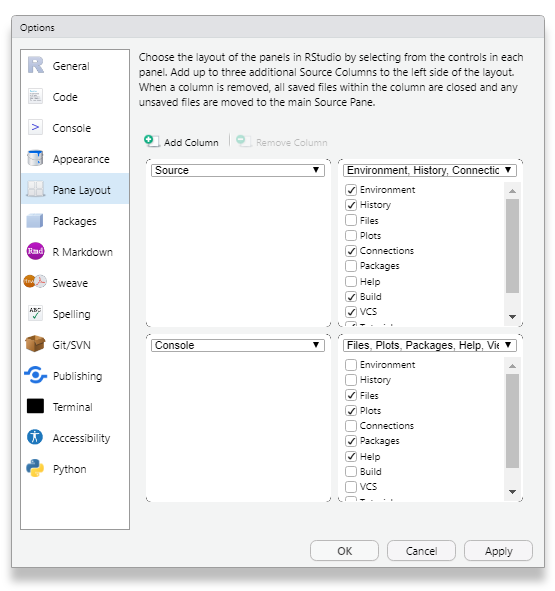 Options
General
Code
Console
Appearance
Pane Layout
Packages
Rmd R Markdown
Sweave
ABC Spelling
Git/SVN
Publishing
Terminal
Accessibility
Python
Choose the layout of the panels in RStudio by selecting from the controls in each
panel. Add up to three additional Source Columns to the left side of the layout.
When a column is removed, all saved files within the column are closed and any
unsaved files are moved to the main Source Pane.
Add Column
Remove Column
Source
Environment, History, Connectic
Environment
History
Files
Plots
Connections
Packages
Help
Build
VCS
Console
Files, Plots, Packages, Help, Vie
Environment
History
Files
Plots
Connections
Packages
Help
Build
VCS
OK
Cancel
Apply